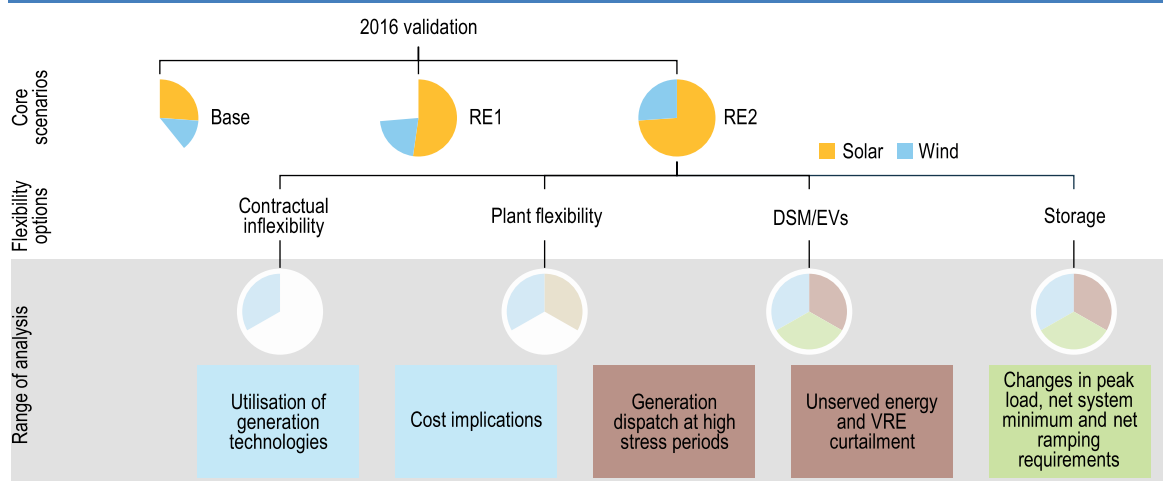 2016 validation
Core
scenarios
Base
RE1
RE2
Solar
Wind
Flexibility
options
Contractual
inflexibility
Plant flexibility
DSM/EVs
Storage
Range of analysis
Utilisation of
generation
technologies
Cost implications
Generation
dispatch at high
stress periods
Unserved energy
and VRE
curtailment
Changes in peak
load, net system
minimum and net
ramping
requirements